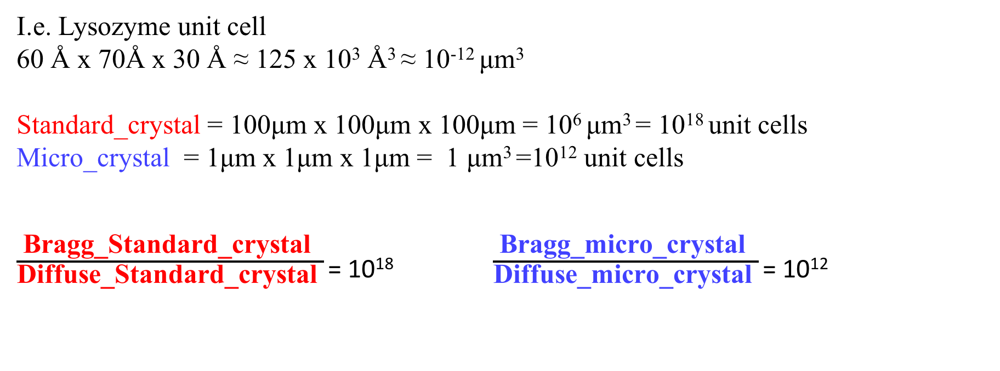 I.e. Lysozyme unit cell
60 Å x 70Å x 30 Å ≈ 125 x 10³ Å³ ≈ 10⁻¹² μm³
Standard_crystal = 100μm x 100μm x 100μm = 10⁶ μm³ = 10¹⁸ unit cells
Micro_crystal = 1μm x 1μm x 1μm = 1 μm³ =10¹² unit cells
Bragg_Standard_crystal
Diffuse_Standard_crystal = 10¹⁸
Bragg_micro_crystal
Diffuse_micro_crystal = 10¹²